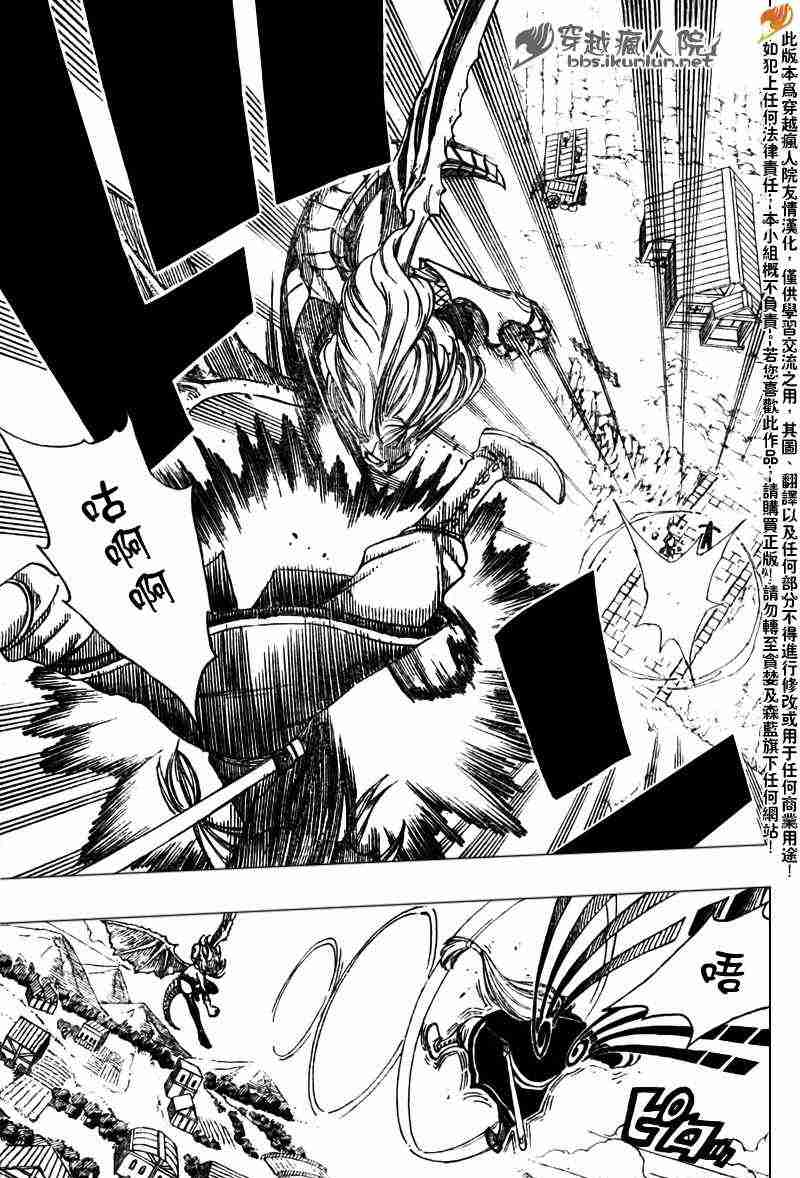 穿越瘋人院
bbs.ikunlun.net
此版本爲穿越瘋人院友情漢化，僅供學習交流之用，其圖、翻譯以及任何部分不得進行修改或用于任何商業用途！
如犯上任何法律責任；本小組概不負責。若您喜歡此作品；請購買正版！請勿轉至貪婪及森藍旗下任何網站！
咕啊啊
唔